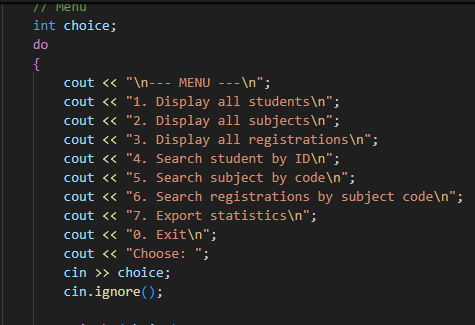 // Menu
int choice;
do
{
cout << "\n--- MENU ---\n";
cout << "1. Display all students\n";
cout << "2. Display all subjects\n";
cout << "3. Display all registrations\n";
cout << "4. Search student by ID\n";
cout << "5. Search subject by code\n";
cout << "6. Search registrations by subject code\n";
cout << "7. Export statistics\n";
cout << "0. Exit\n";
cout << "Choose: ";
cin >> choice;
cin.ignore();